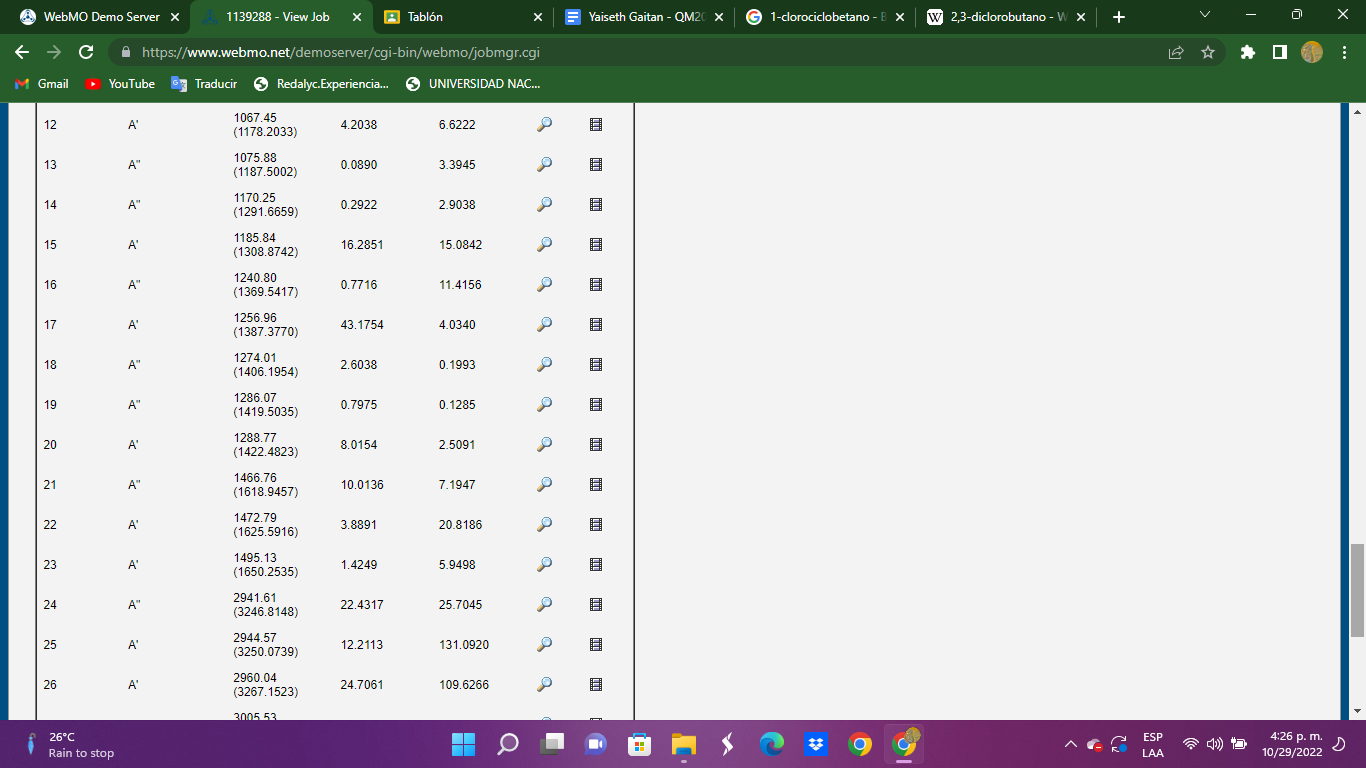 WebMO Demo Server
1139288 - View Job
Tablón
Yaiseth Gaitan - QM20
1-clorociclobetano - B
2,3-diclorobutano - W
https://www.webmo.net/demoserver/cgi-bin/webmo/jobmgr.cgi
Gmail
YouTube
Traducir
Redalyc.Experiencia...
UNIVERSIDAD NAC...
12 A' 1067.45 (1178.2033) 4.2038 6.6222
13 A" 1075.88 (1187.5002) 0.0890 3.3945
14 A" 1170.25 (1291.6659) 0.2922 2.9038
15 A' 1185.84 (1308.8742) 16.2851 15.0842
16 A" 1240.80 (1369.5417) 0.7716 11.4156
17 A' 1256.96 (1387.3770) 43.1754 4.0340
18 A" 1274.01 (1406.1954) 2.6038 0.1993
19 A" 1286.07 (1419.5035) 0.7975 0.1285
20 A' 1288.77 (1422.4823) 8.0154 2.5091
21 A" 1466.76 (1618.9457) 10.0136 7.1947
22 A' 1472.79 (1625.5916) 3.8891 20.8186
23 A' 1495.13 (1650.2535) 1.4249 5.9498
24 A" 2941.61 (3246.8148) 22.4317 25.7045
25 A' 2944.57 (3250.0739) 12.2113 131.0920
26 A' 2960.04 (3267.1523) 24.7061 109.6266
3005.53
26°C
Rain to stop
ESP
LAA
4:26 p. m.
10/29/2022